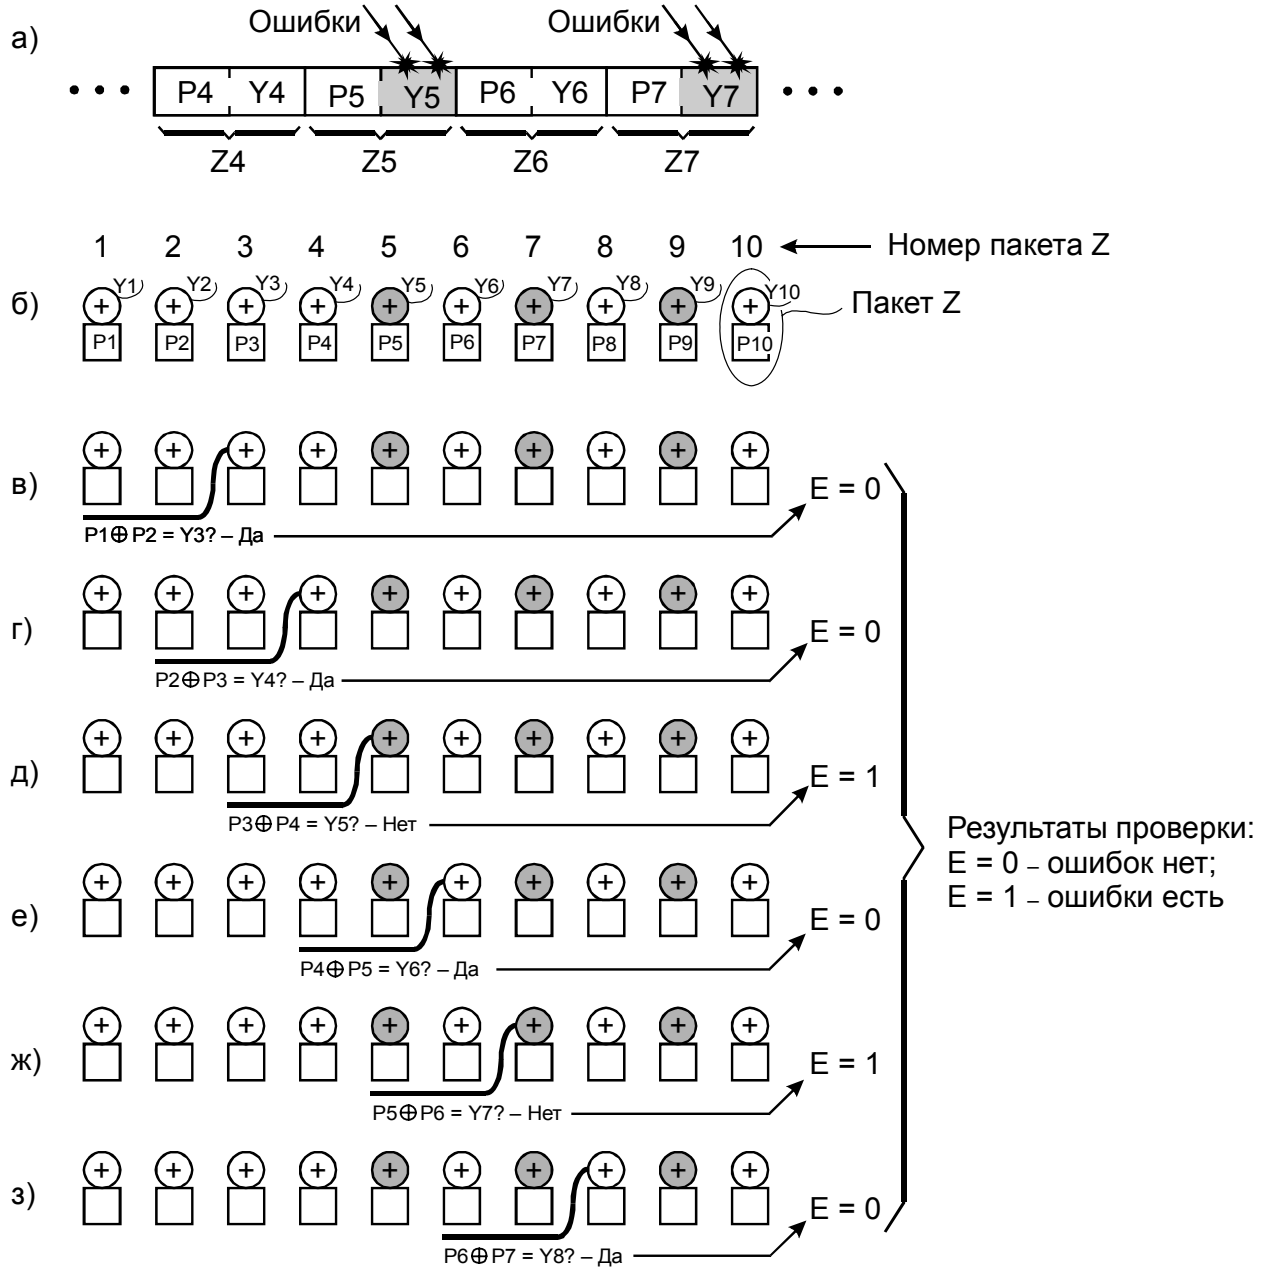 а)
Ошибки Ошибки
• • • P4 Y4 P5 Y5 P6 Y6 P7 Y7 • • •
Z4 Z5 Z6 Z7
1 2 3 4 5 6 7 8 9 10 Номер пакета Z
б)
Y1 Y2 Y3 Y4 Y5 Y6 Y7 Y8 Y9 Y10
+ + + + + + + + + +
Пакет Z
P1 P2 P3 P4 P5 P6 P7 P8 P9 P10
в)
+ + + + + + + + + +
E = 0
P1⊕P2 = Y3? – Да
г)
+ + + + + + + + + +
E = 0
P2⊕P3 = Y4? – Да
д)
+ + + + + + + + + +
E = 1
P3⊕P4 = Y5? – Нет
Результаты проверки:
E = 0 – ошибок нет;
E = 1 – ошибки есть
е)
+ + + + + + + + + +
E = 0
P4⊕P5 = Y6? – Да
ж)
+ + + + + + + + + +
E = 1
P5⊕P6 = Y7? – Нет
з)
+ + + + + + + + + +
E = 0
P6⊕P7 = Y8? – Да